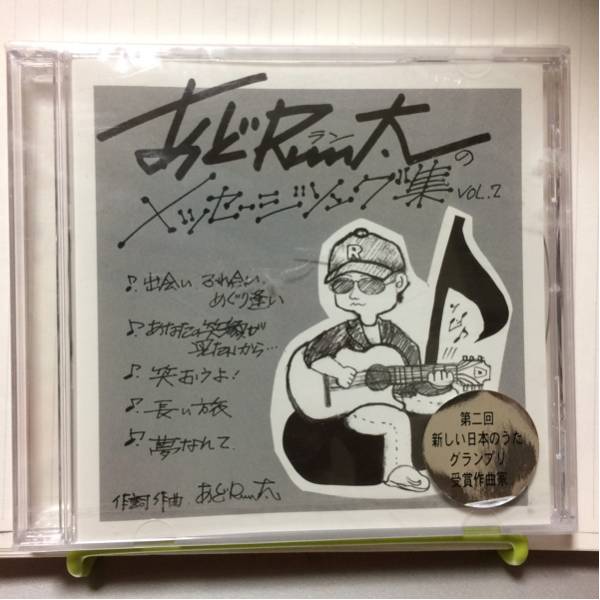 あどRun太の
ラン
メッセージソング集 VOL.2
♪ 出会い ふれ合い
めぐり逢い
♪ あなたの笑顔が
見たいから…
♪ 笑おうよ!
♪ 長い旅
♪ 夢なれて
作詞 作曲 あどRun太
R
第二回
新しい日本のうた
グランプリ
受賞作曲家